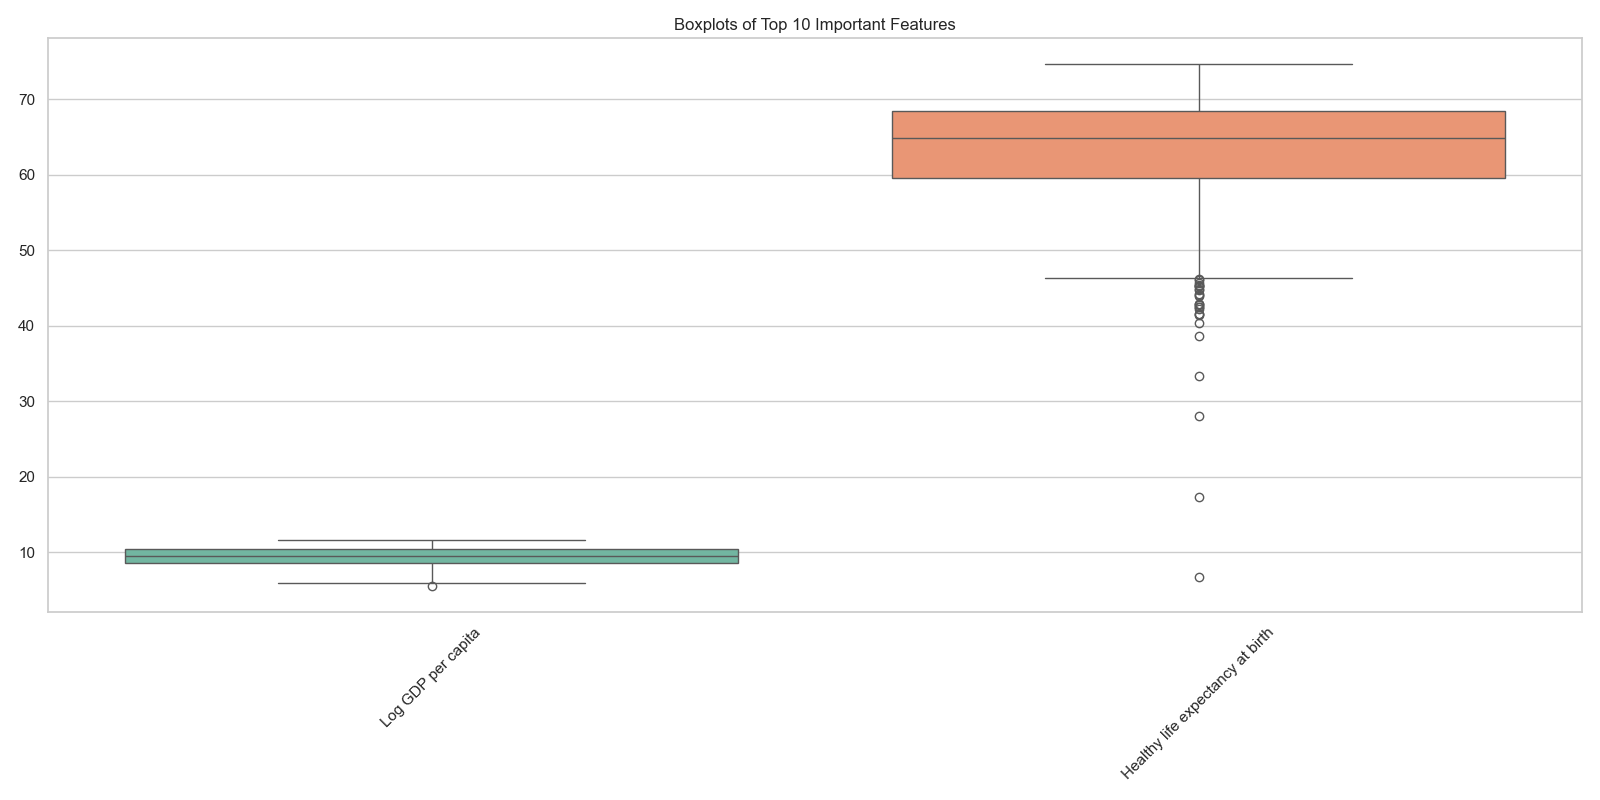 Boxplots of Top 10 Important Features
70
60
50
40
30
20
10
Log GDP per capita
Healthy life expectancy at birth